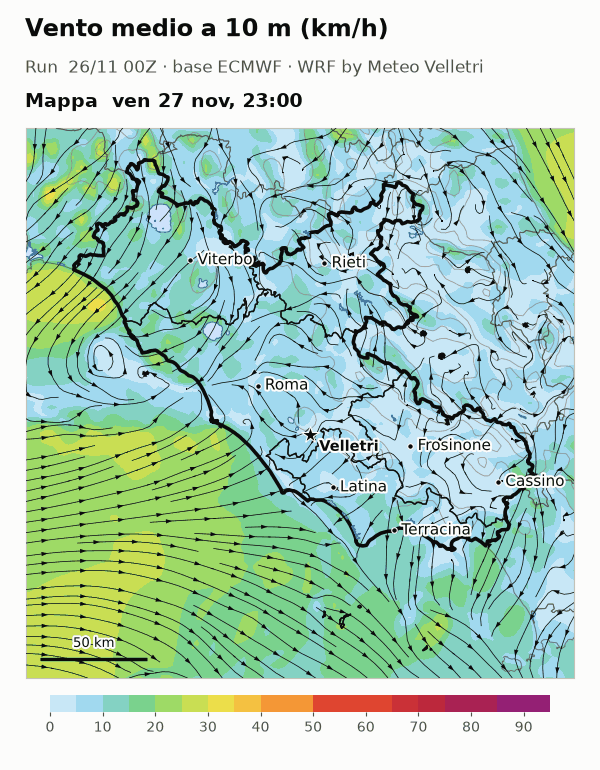 Vento medio a 10 m (km/h)
Run  26/11 00Z · base ECMWF · WRF by Meteo Velletri
Mappa  ven 27 nov, 23:00
Viterbo
Rieti
Roma
Velletri
Frosinone
Cassino
Latina
Terracina
50 km
0 10 20 30 40 50 60 70 80 90